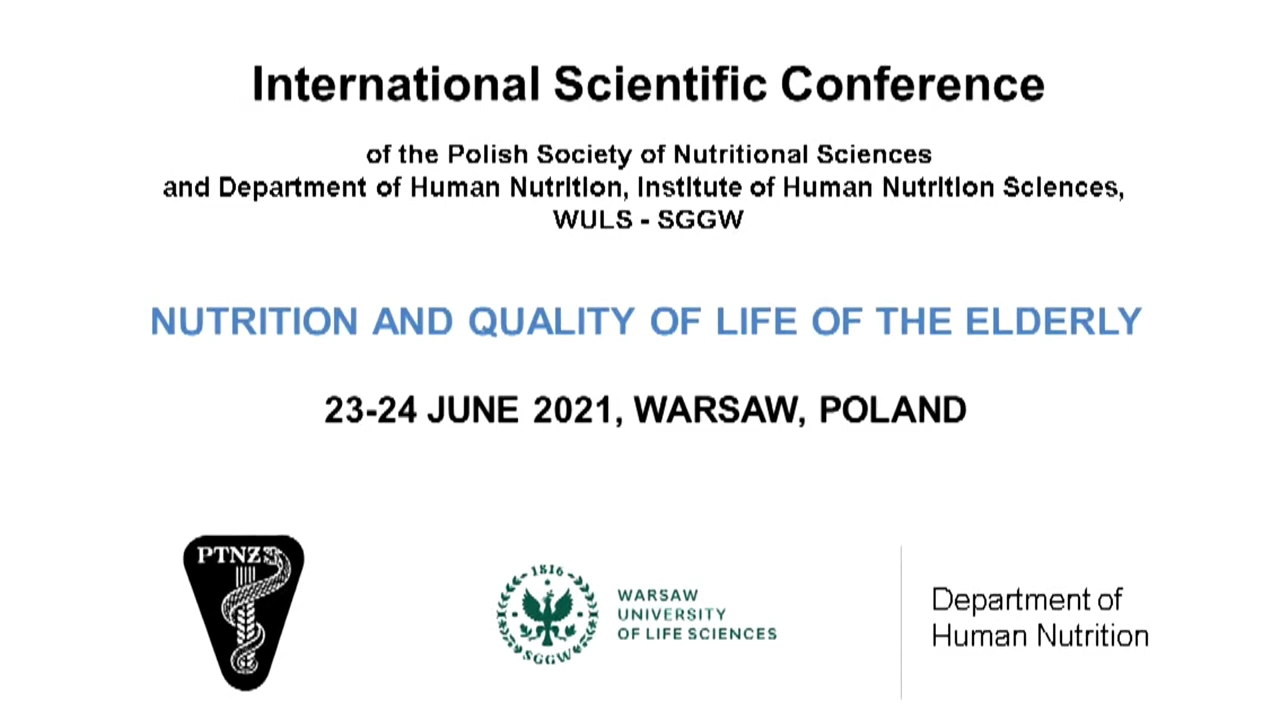 International Scientific Conference
of the Polish Society of Nutritional Sciences
and Department of Human Nutrition, Institute of Human Nutrition Sciences,
WULS - SGGW
NUTRITION AND QUALITY OF LIFE OF THE ELDERLY
23-24 JUNE 2021, WARSAW, POLAND
PTNŻ
1816
SGGW
WARSAW
UNIVERSITY
OF LIFE SCIENCES
Department of
Human Nutrition